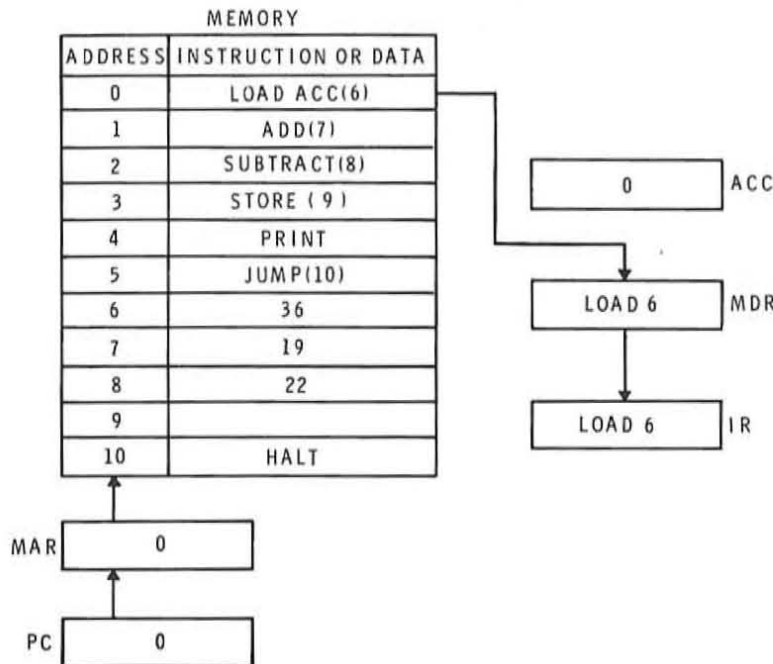 MEMORY
ADDRESS INSTRUCTION OR DATA
0 LOAD ACC(6)
1 ADD(7)
2 SUBTRACT(8)
3 STORE (9)
4 PRINT
5 JUMP(10)
6 36
7 19
8 22
9
10 HALT
0 ACC
LOAD 6 MDR
LOAD 6 IR
MAR 0
PC 0